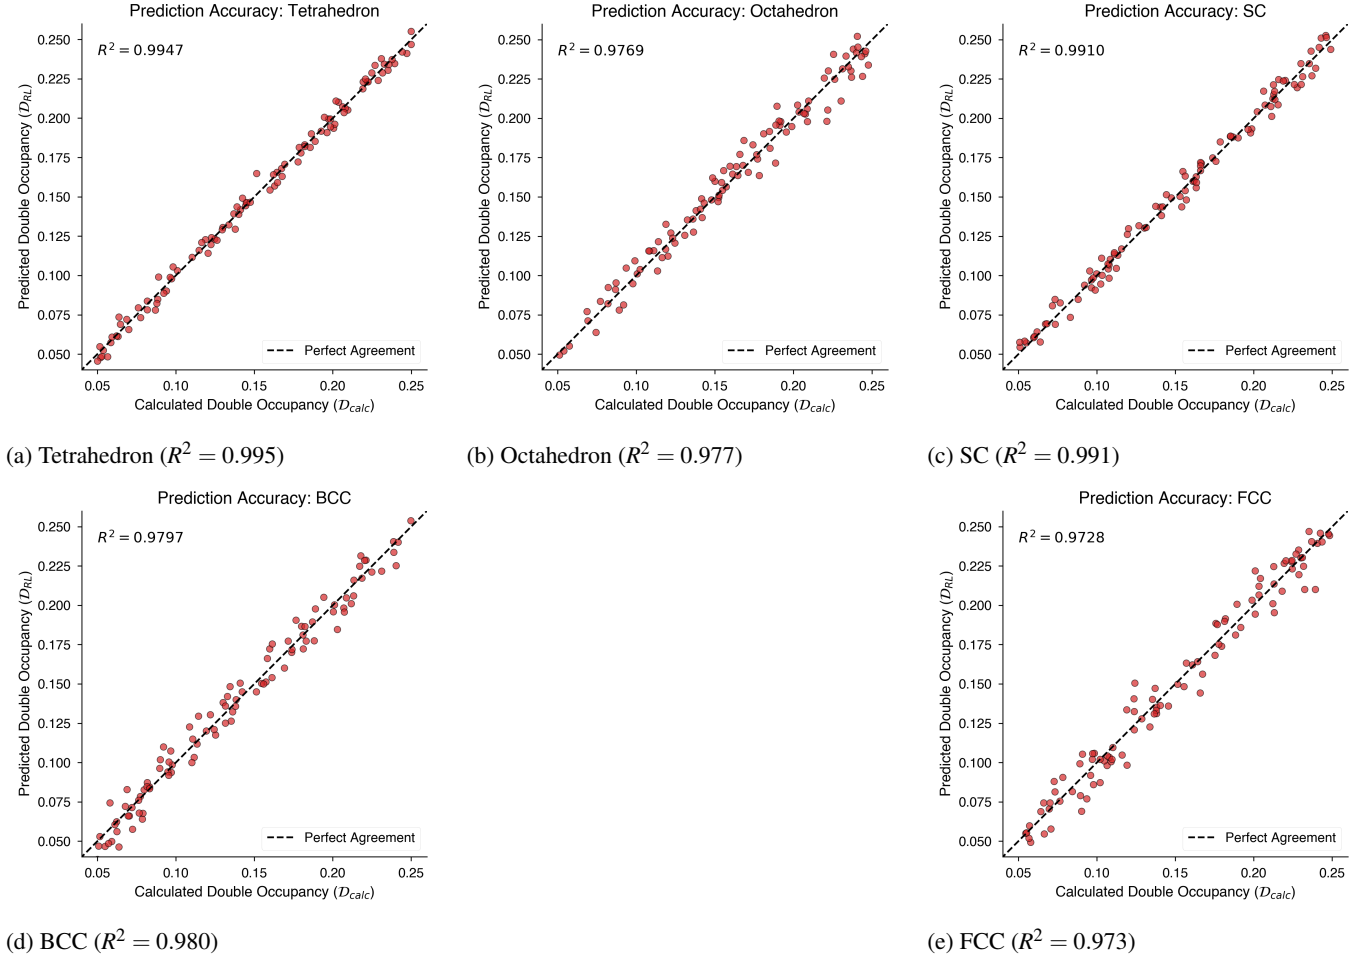 Prediction Accuracy: Tetrahedron
R² = 0.9947
Predicted Double Occupancy (𝒟_RL)
0.250
0.225
0.200
0.175
0.150
0.125
0.100
0.075
0.050
Perfect Agreement
0.05 0.10 0.15 0.20 0.25
Calculated Double Occupancy (𝒟_calc)
(a) Tetrahedron (R² = 0.995)
Prediction Accuracy: Octahedron
R² = 0.9769
Predicted Double Occupancy (𝒟_RL)
0.250
0.225
0.200
0.175
0.150
0.125
0.100
0.075
0.050
Perfect Agreement
0.05 0.10 0.15 0.20 0.25
Calculated Double Occupancy (𝒟_calc)
(b) Octahedron (R² = 0.977)
Prediction Accuracy: SC
R² = 0.9910
Predicted Double Occupancy (𝒟_RL)
0.250
0.225
0.200
0.175
0.150
0.125
0.100
0.075
0.050
Perfect Agreement
0.05 0.10 0.15 0.20 0.25
Calculated Double Occupancy (𝒟_calc)
(c) SC (R² = 0.991)
Prediction Accuracy: BCC
R² = 0.9797
Predicted Double Occupancy (𝒟_RL)
0.250
0.225
0.200
0.175
0.150
0.125
0.100
0.075
0.050
Perfect Agreement
0.05 0.10 0.15 0.20 0.25
Calculated Double Occupancy (𝒟_calc)
(d) BCC (R² = 0.980)
Prediction Accuracy: FCC
R² = 0.9728
Predicted Double Occupancy (𝒟_RL)
0.250
0.225
0.200
0.175
0.150
0.125
0.100
0.075
0.050
Perfect Agreement
0.05 0.10 0.15 0.20 0.25
Calculated Double Occupancy (𝒟_calc)
(e) FCC (R² = 0.973)